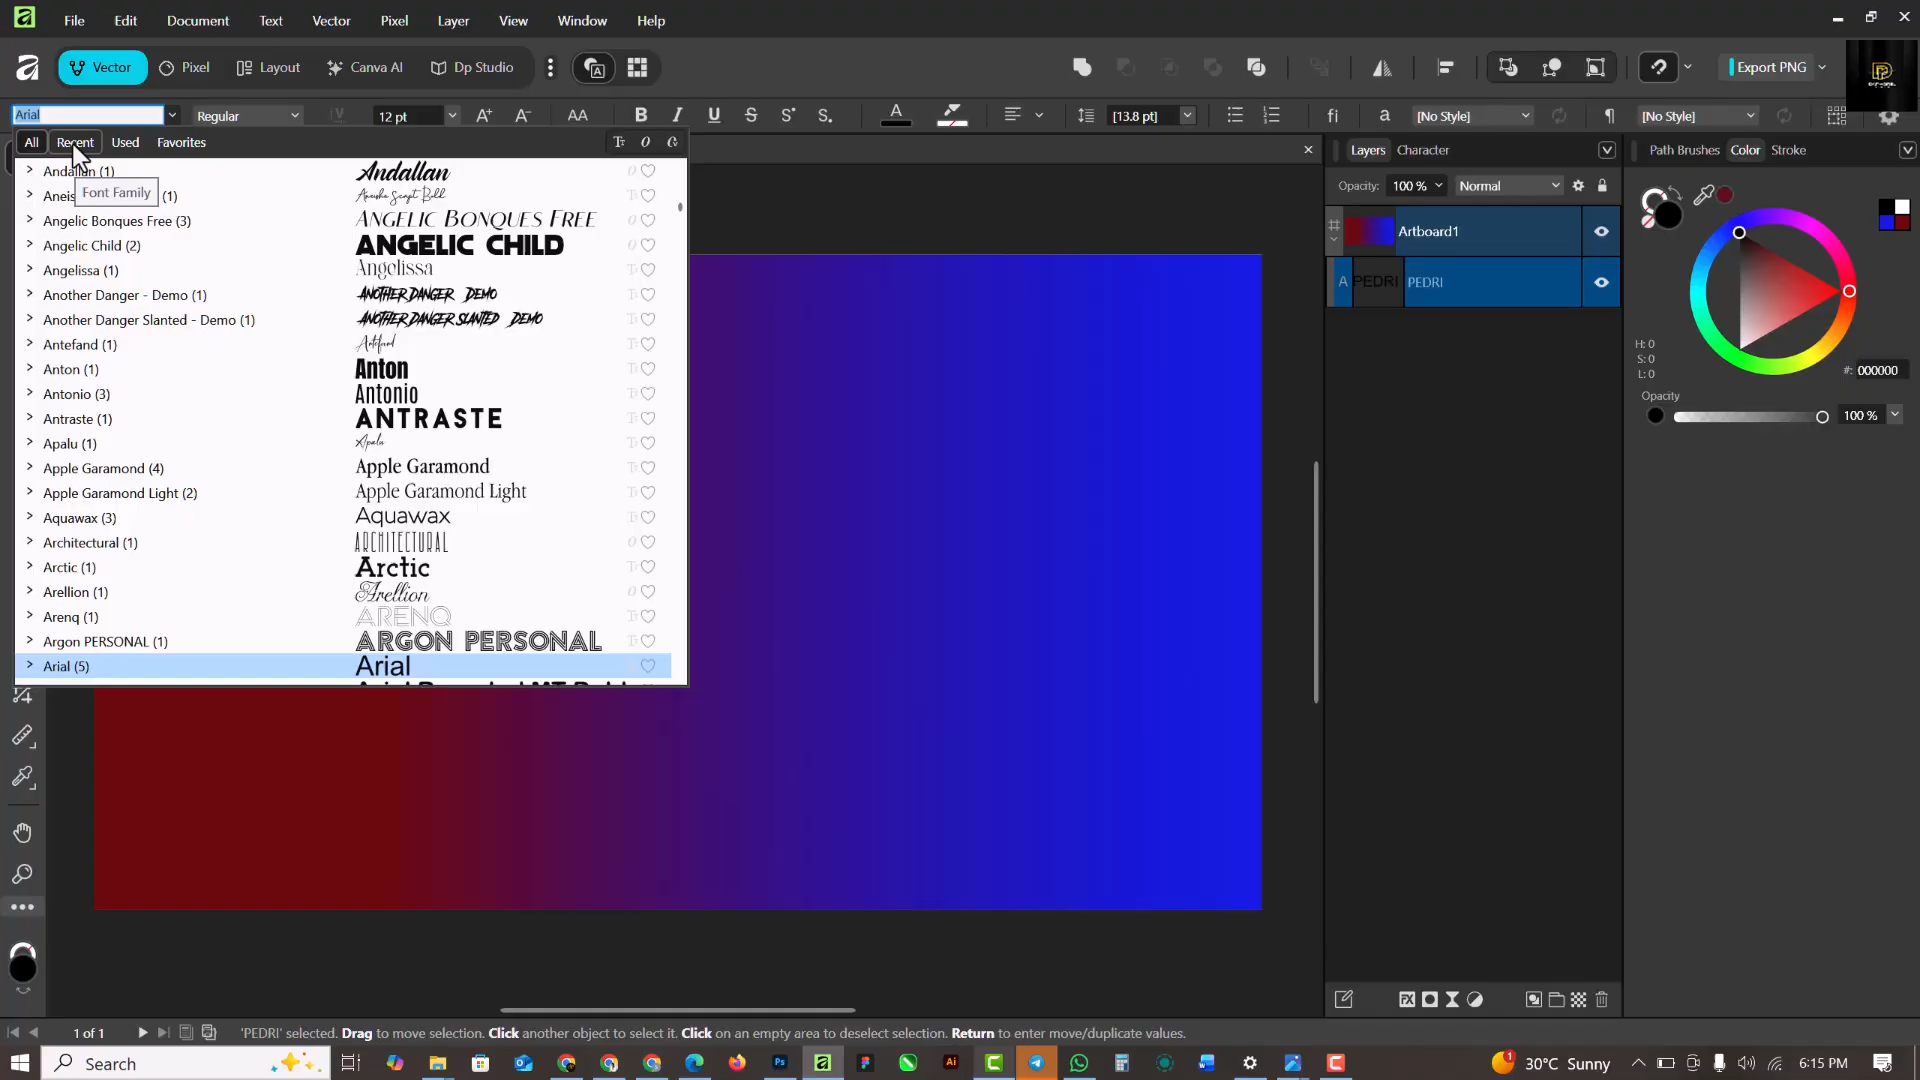 File Edit Document Text Vector Pixel Layer View Window Help
Vector Pixel Layout Canva AI Dp Studio Export PNG
Arial Regular 12 pt A+ A− AA B I U S S S. A [13.8 pt] fi a [No Style] [No Style]
All Recent Used Favorites
Layers Character
Path Brushes Color Stroke
Andallan (1) Andallan
Font Family
Aneis (1) Aneisha Script Bold
Angelic Bonques Free (3) ANGELIC BONQUES FREE
Angelic Child (2) ANGELIC CHILD
Angelissa (1) Angelissa
Another Danger - Demo (1) ANOTHER DANGER DEMO
Another Danger Slanted - Demo (1) ANOTHER DANGER SLANTED DEMO
Antefand (1) Antefand
Anton (1) Anton
Antonio (3) Antonio
Antraste (1) ANTRASTE
Apalu (1) Apalu
Apple Garamond (4) Apple Garamond
Apple Garamond Light (2) Apple Garamond Light
Aquawax (3) Aquawax
Architectural (1) ARCHITECTURAL
Arctic (1) Arctic
Arellion (1) Arellion
Arenq (1) ARENQ
Argon PERSONAL (1) ARGON PERSONAL
Arial (5) Arial
Opacity: 100 % Normal
Artboard1
A PEDRI PEDRI
H: 0
S: 0
L: 0
#: 000000
Opacity
100 %
1 of 1 'PEDRI' selected. Drag to move selection. Click another object to select it. Click on an empty area to deselect selection. Return to enter move/duplicate values.
Search 30°C Sunny 6:15 PM